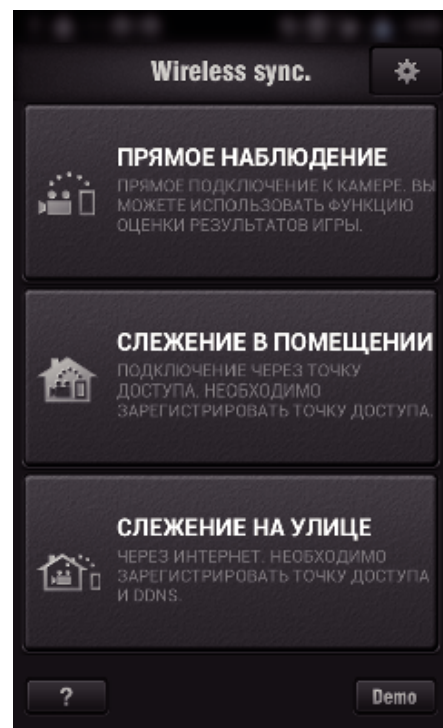 Wireless sync.
ПРЯМОЕ НАБЛЮДЕНИЕ
ПРЯМОЕ ПОДКЛЮЧЕНИЕ К КАМЕРЕ. ВЫ
МОЖЕТЕ ИСПОЛЬЗОВАТЬ ФУНКЦИЮ
ОЦЕНКИ РЕЗУЛЬТАТОВ ИГРЫ.
СЛЕЖЕНИЕ В ПОМЕЩЕНИИ
ПОДКЛЮЧЕНИЕ ЧЕРЕЗ ТОЧКУ
ДОСТУПА. НЕОБХОДИМО
ЗАРЕГИСТРИРОВАТЬ ТОЧКУ ДОСТУПА.
СЛЕЖЕНИЕ НА УЛИЦЕ
ЧЕРЕЗ ИНТЕРНЕТ. НЕОБХОДИМО
ЗАРЕГИСТРИРОВАТЬ ТОЧКУ ДОСТУПА
И DDNS.
?
Demo